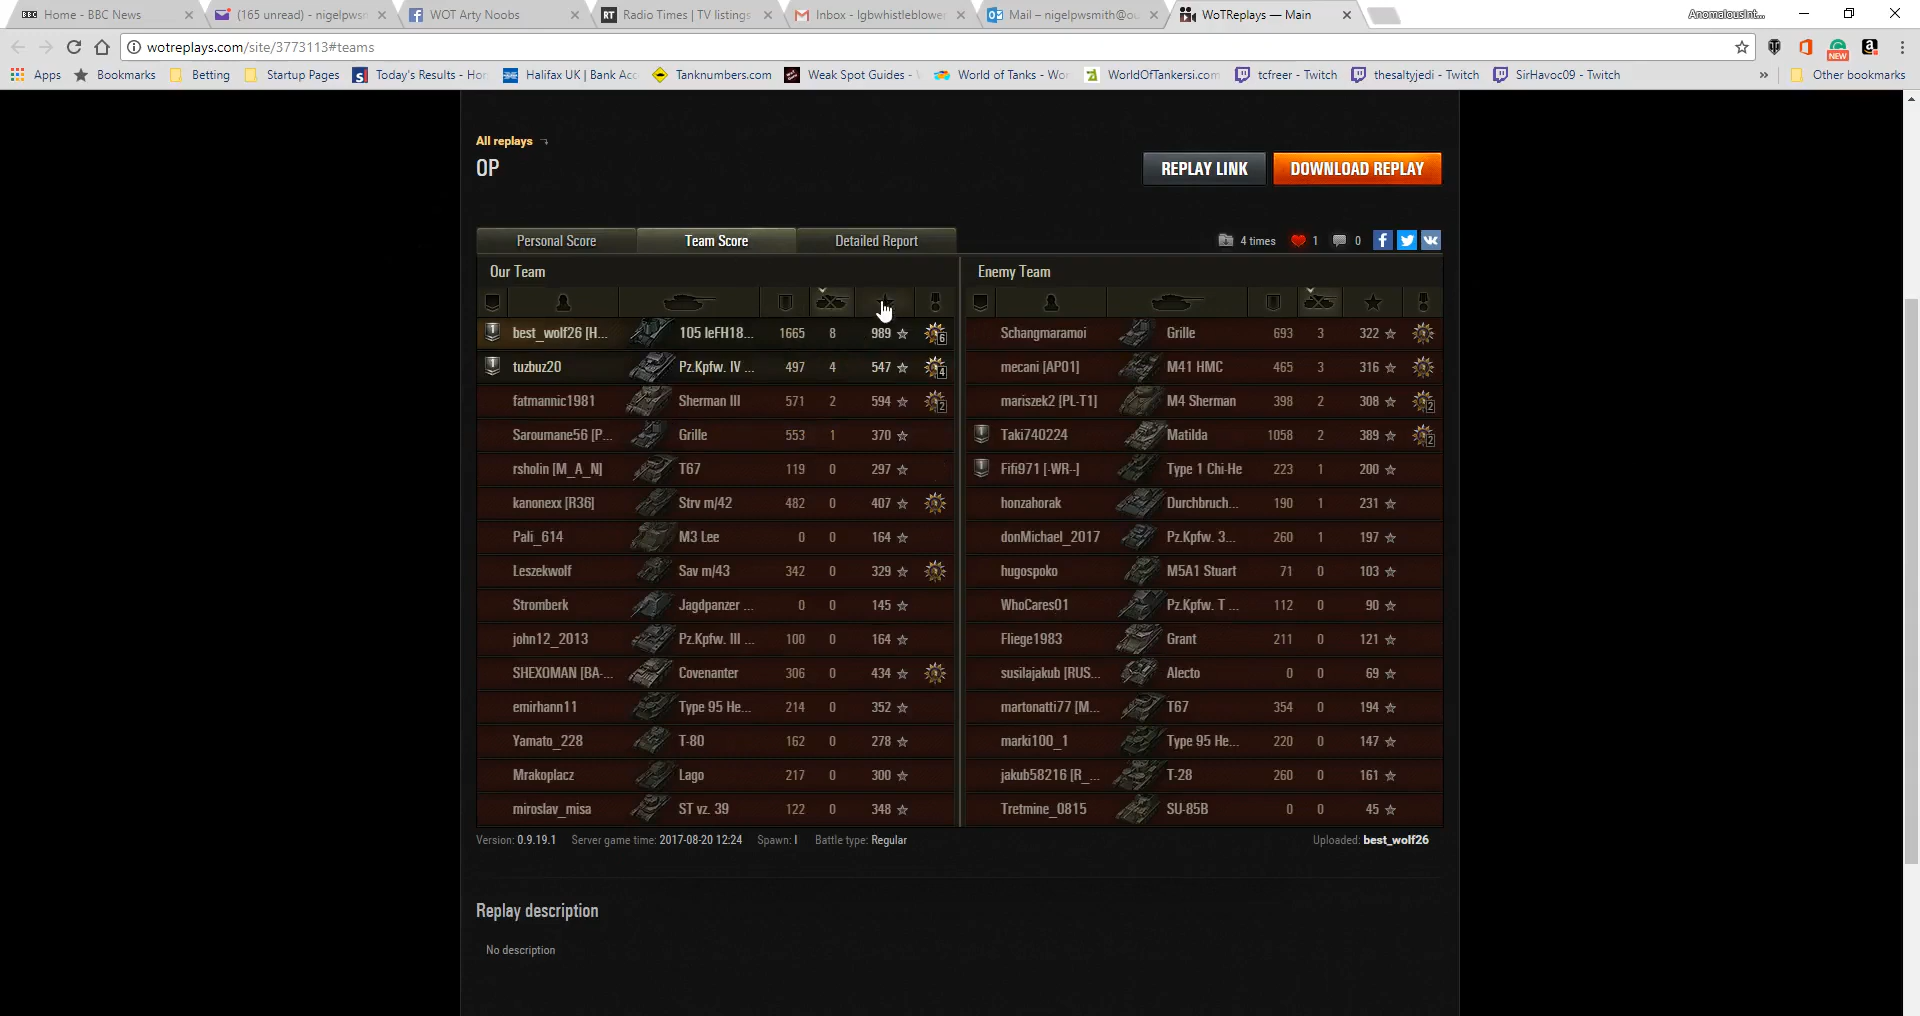 Home - BBC News
(165 unread) - nigelpwsm
WOT Arty Noobs
Radio Times | TV listings
Inbox - lgbwhistleblower
Mail – nigelpwsmith@ou
WoTReplays — Main
AnomalousInt...
wotreplays.com/site/3773113#teams
Apps
Bookmarks
Betting
Startup Pages
Today's Results - Hor
Halifax UK | Bank Acc
Tanknumbers.com
Weak Spot Guides -
World of Tanks - Wo
WorldOfTankersi.com
tcfreer - Twitch
thesaltyjedi - Twitch
SirHavoc09 - Twitch
»
Other bookmarks
NEW
All replays
OP
REPLAY LINK
DOWNLOAD REPLAY
Personal Score
Team Score
Detailed Report
4 times
1
0
Our Team
Enemy Team
best_wolf26 [H... 105 leFH18... 1665 8 989 6
tuzbuz20 Pz.Kpfw. IV ... 497 4 547 4
fatmannic1981 Sherman III 571 2 594 2
Saroumane56 [P... Grille 553 1 370
rsholin [M_A_N] T67 119 0 297
kanonexx [R36] Strv m/42 482 0 407
Pali_614 M3 Lee 0 0 164
Leszekwolf Sav m/43 342 0 329
Stromberk Jagdpanzer ... 0 0 145
john12_2013 Pz.Kpfw. III ... 100 0 164
SHEXOMAN [BA-... Covenanter 306 0 434
emirhann11 Type 95 He... 214 0 352
Yamato_228 T-80 162 0 278
Mrakoplacz Lago 217 0 300
miroslav_misa ST vz. 39 122 0 348
Schangmaramoi Grille 693 3 322
mecani [AP01] M41 HMC 465 3 316
mariszek2 [PL-T1] M4 Sherman 398 2 308 2
Taki740224 Matilda 1058 2 389 2
Fifi971 [-WR--] Type 1 Chi-He 223 1 200
honzahorak Durchbruch... 190 1 231
donMichael_2017 Pz.Kpfw. 3... 260 1 197
hugospoko M5A1 Stuart 71 0 103
WhoCares01 Pz.Kpfw. T ... 112 0 90
Fliege1983 Grant 211 0 121
susilajakub [RUS... Alecto 0 0 69
martonatti77 [M... T67 354 0 194
marki100_1 Type 95 He... 220 0 147
jakub58216 [R_... T-28 260 0 161
Tretmine_0815 SU-85B 0 0 45
Version: 0.9.19.1 Server game time: 2017-08-20 12:24 Spawn: I Battle type: Regular
Uploaded: best_wolf26
Replay description
No description